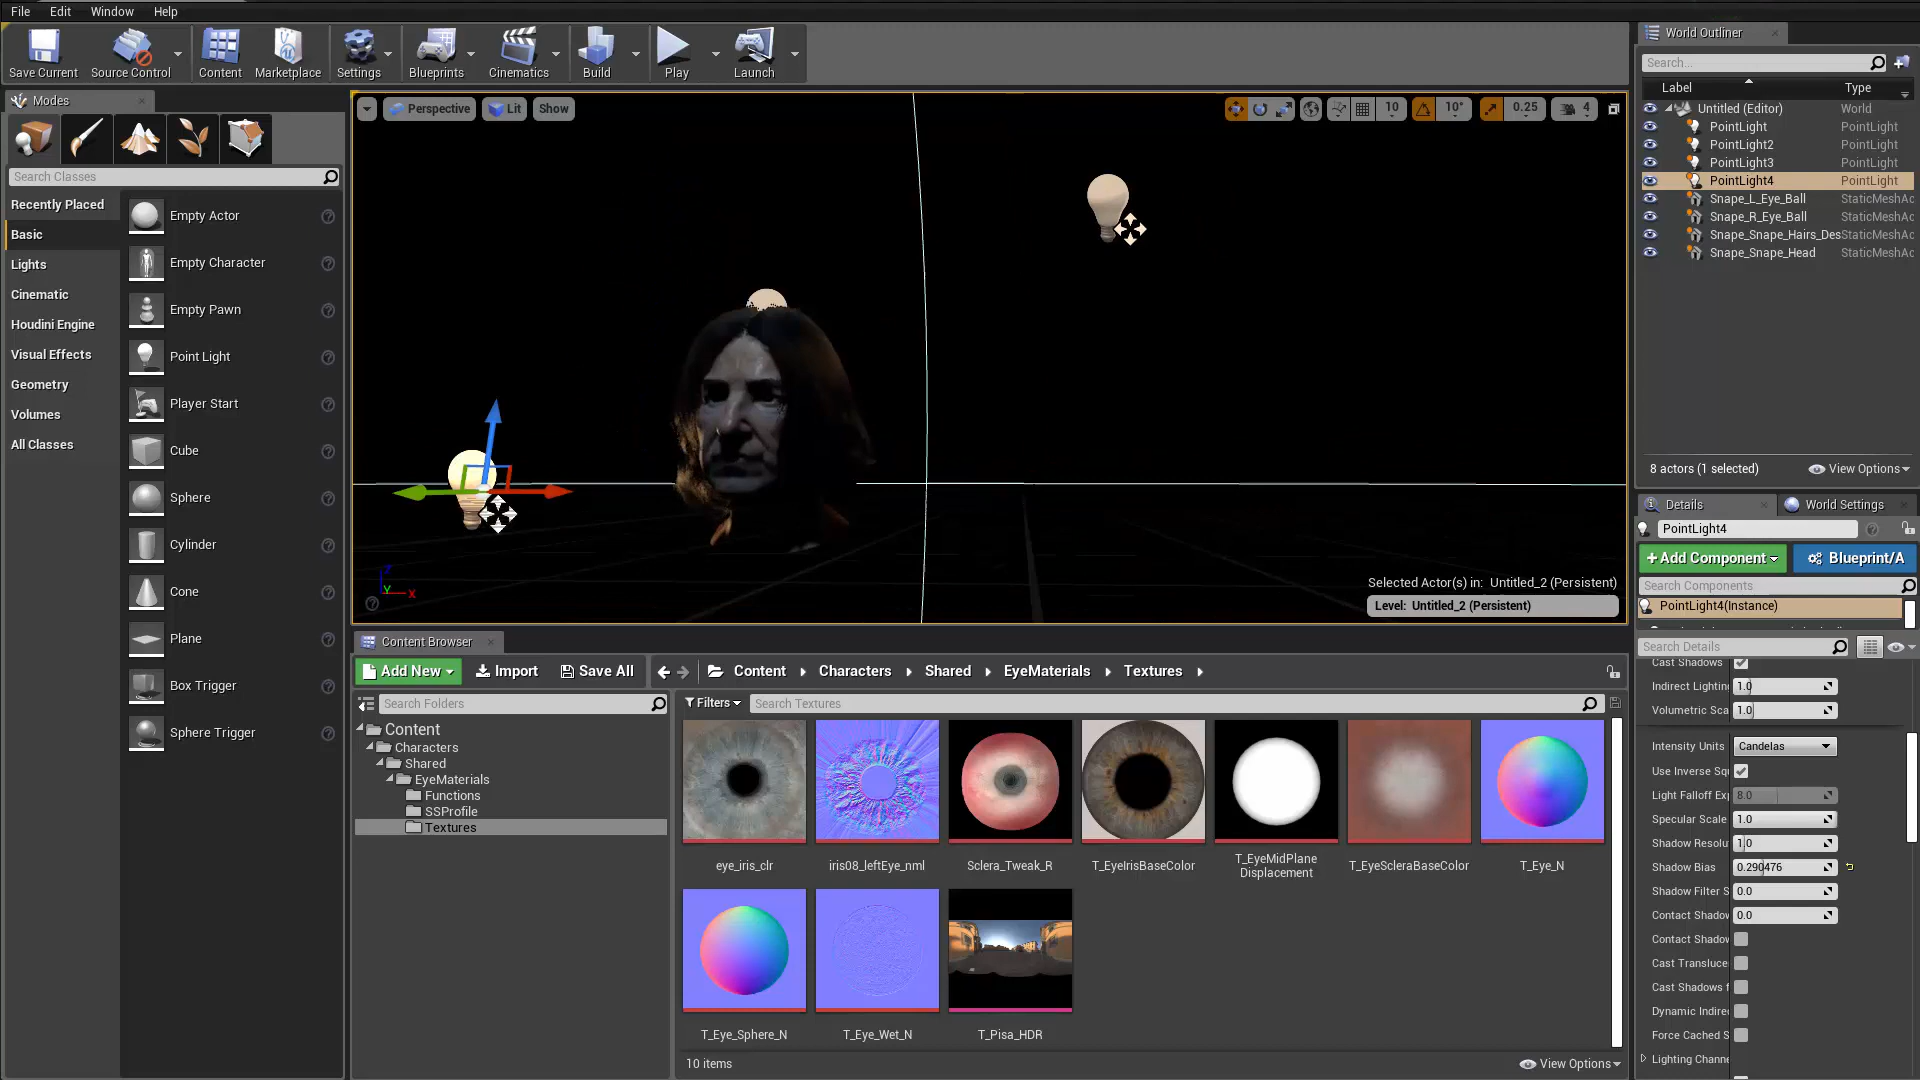 File Edit Window Help
Save Current Source Control Content Marketplace Settings Blueprints Cinematics Build Play Launch
Modes
Search Classes
Recently Placed
Basic
Lights
Cinematic
Houdini Engine
Visual Effects
Geometry
Volumes
All Classes
Empty Actor
Empty Character
Empty Pawn
Point Light
Player Start
Cube
Sphere
Cylinder
Cone
Plane
Box Trigger
Sphere Trigger
Perspective Lit Show
10 10° 0.25 4
Z
Y X
Selected Actor(s) in: Untitled_2 (Persistent)
Level: Untitled_2 (Persistent)
Content Browser
Add New Import Save All Content Characters Shared EyeMaterials Textures
Search Folders
Filters Search Textures
Content
Characters
Shared
EyeMaterials
Functions
SSProfile
Textures
eye_iris_clr
iris08_leftEye_nml
Sclera_Tweak_R
T_EyeIrisBaseColor
T_EyeMidPlane
Displacement
T_EyeScleraBaseColor
T_Eye_N
T_Eye_Sphere_N
T_Eye_Wet_N
T_Pisa_HDR
10 items
View Options
World Outliner
Search...
Label Type
Untitled (Editor) World
PointLight PointLight
PointLight2 PointLight
PointLight3 PointLight
PointLight4 PointLight
Snape_L_Eye_Ball StaticMeshAc
Snape_R_Eye_Ball StaticMeshAc
Snape_Snape_Hairs_Des StaticMeshAc
Snape_Snape_Head StaticMeshAc
8 actors (1 selected) View Options
Details World Settings
PointLight4
+Add Component Blueprint/A
Search Components
PointLight4(Instance)
Search Details
Cast Shadows
Indirect Lightin 1.0
Volumetric Sca 1.0
Intensity Units Candelas
Use Inverse Squ
Light Falloff Exp 8.0
Specular Scale 1.0
Shadow Resolu 1.0
Shadow Bias 0.290476
Shadow Filter S 0.0
Contact Shadow 0.0
Contact Shadow
Cast Transluce
Cast Shadows f
Dynamic Indirec
Force Cached S
Lighting Channe